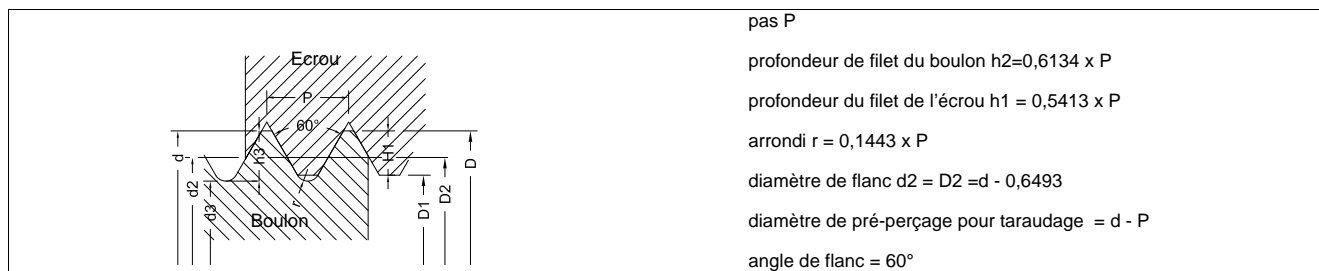 Ecrou
P
60°
d
d2
d3
h3
r
H1
D1
D2
D
Boulon
pas P
profondeur de filet du boulon h2=0,6134 x P
profondeur du filet de l'écrou h1 = 0,5413 x P
arrondi r = 0,1443 x P
diamètre de flanc d2 = D2 =d - 0,6493
diamètre de pré-perçage pour taraudage = d - P
angle de flanc = 60°